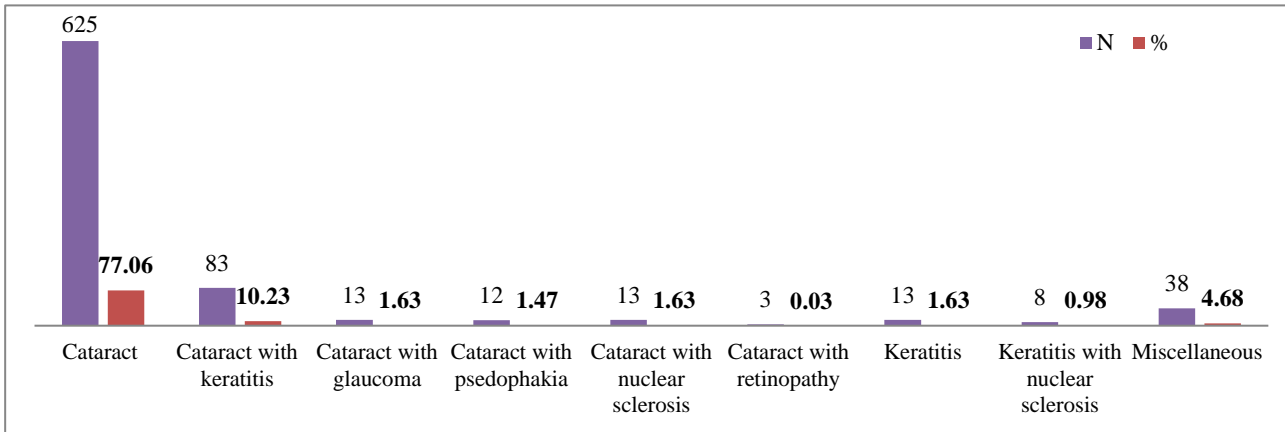 625
N %
77.06
83
10.23
13 1.63
12 1.47
13 1.63
3 0.03
13 1.63
8 0.98
38
4.68
Cataract
Cataract with
keratitis
Cataract with
glaucoma
Cataract with
psedophakia
Cataract with
nuclear
sclerosis
Cataract with
retinopathy
Keratitis
Keratitis with
nuclear
sclerosis
Miscellaneous